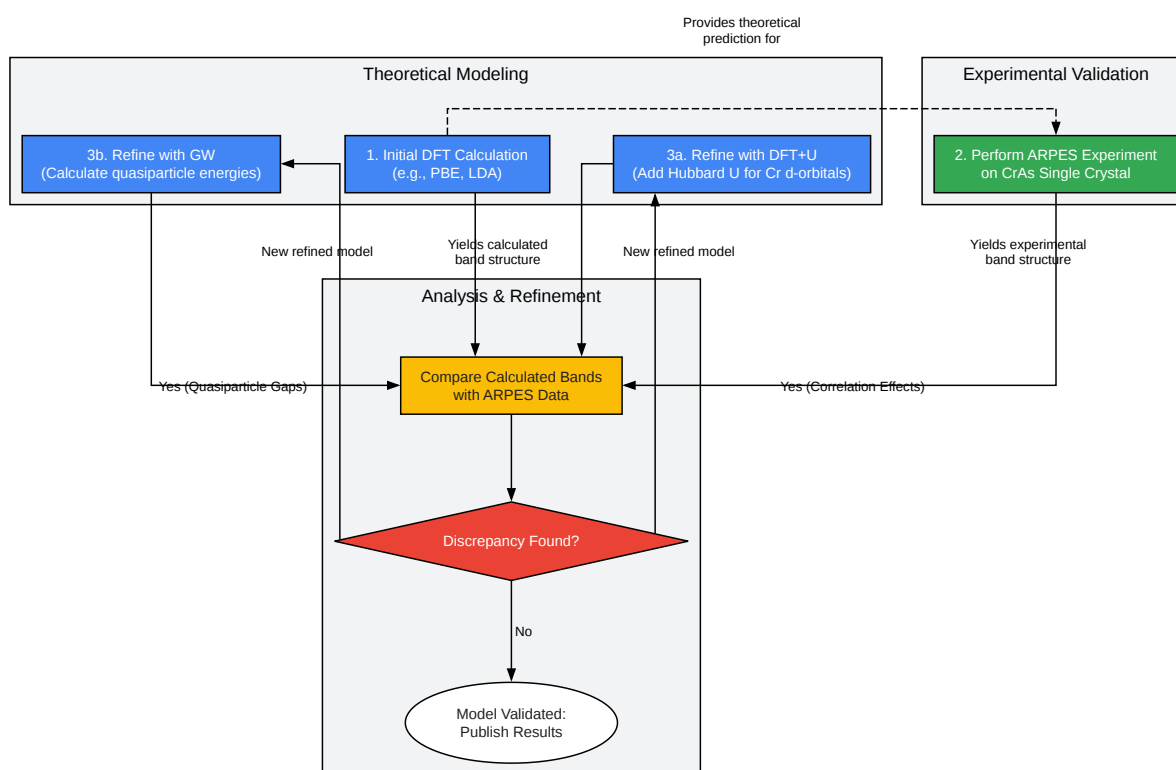 Provides theoretical
prediction for
Theoretical Modeling
Experimental Validation
3b. Refine with GW
(Calculate quasiparticle energies)
1. Initial DFT Calculation
(e.g., PBE, LDA)
3a. Refine with DFT+U
(Add Hubbard U for Cr d-orbitals)
2. Perform ARPES Experiment
on CrAs Single Crystal
New refined model
Yields calculated
band structure
New refined model
Yields experimental
band structure
Analysis & Refinement
Yes (Quasiparticle Gaps)
Compare Calculated Bands
with ARPES Data
Yes (Correlation Effects)
Discrepancy Found?
No
Model Validated:
Publish Results